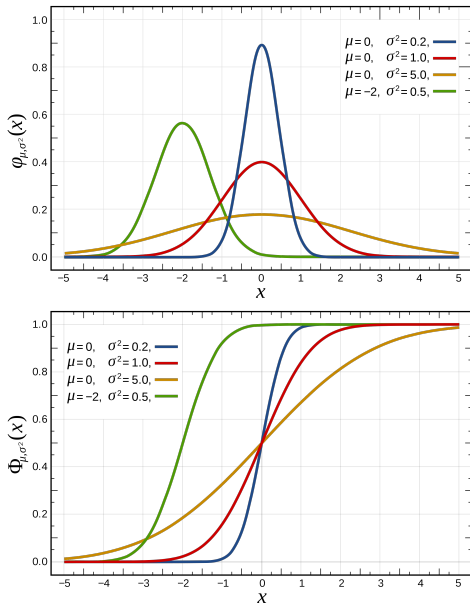 1.0
0.8
0.4
0.2
0.0
φμ,σ²(x)
μ=0, σ²=0.2,
μ=0, σ²=1.0,
μ=0, σ²=5.0,
μ=−2, σ²=0.5,
−5 −4 −3 −2 −1 0 1 2 3 4 5
x
1.0
0.8
0.6
0.4
0.2
0.0
Φμ,σ²(x)
μ=0, σ²=0.2,
μ=0, σ²=1.0,
μ=0, σ²=5.0,
μ=−2, σ²=0.5,
−5 −4 −3 −2 −1 0 1 2 3 4 5
x